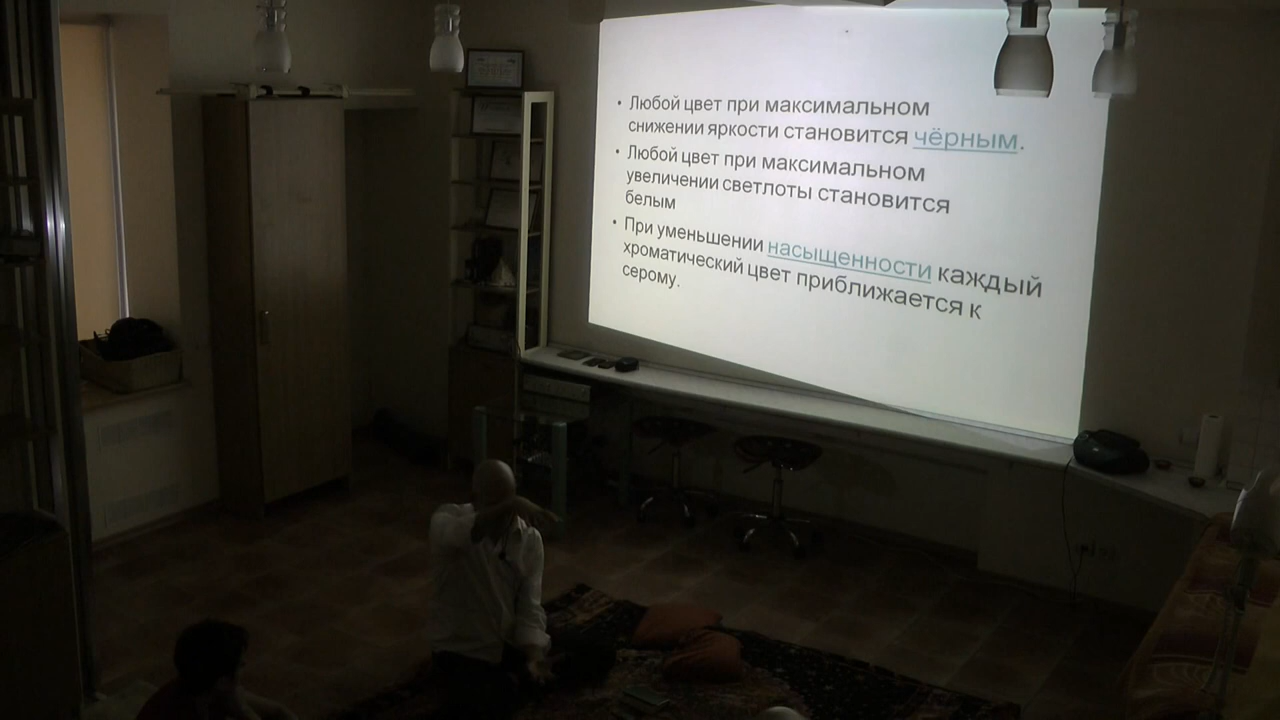 • Любой цвет при максимальном
снижении яркости становится чёрным.
• Любой цвет при максимальном
увеличении светлоты становится
белым
• При уменьшении насыщенности каждый
хроматический цвет приближается к
серому.